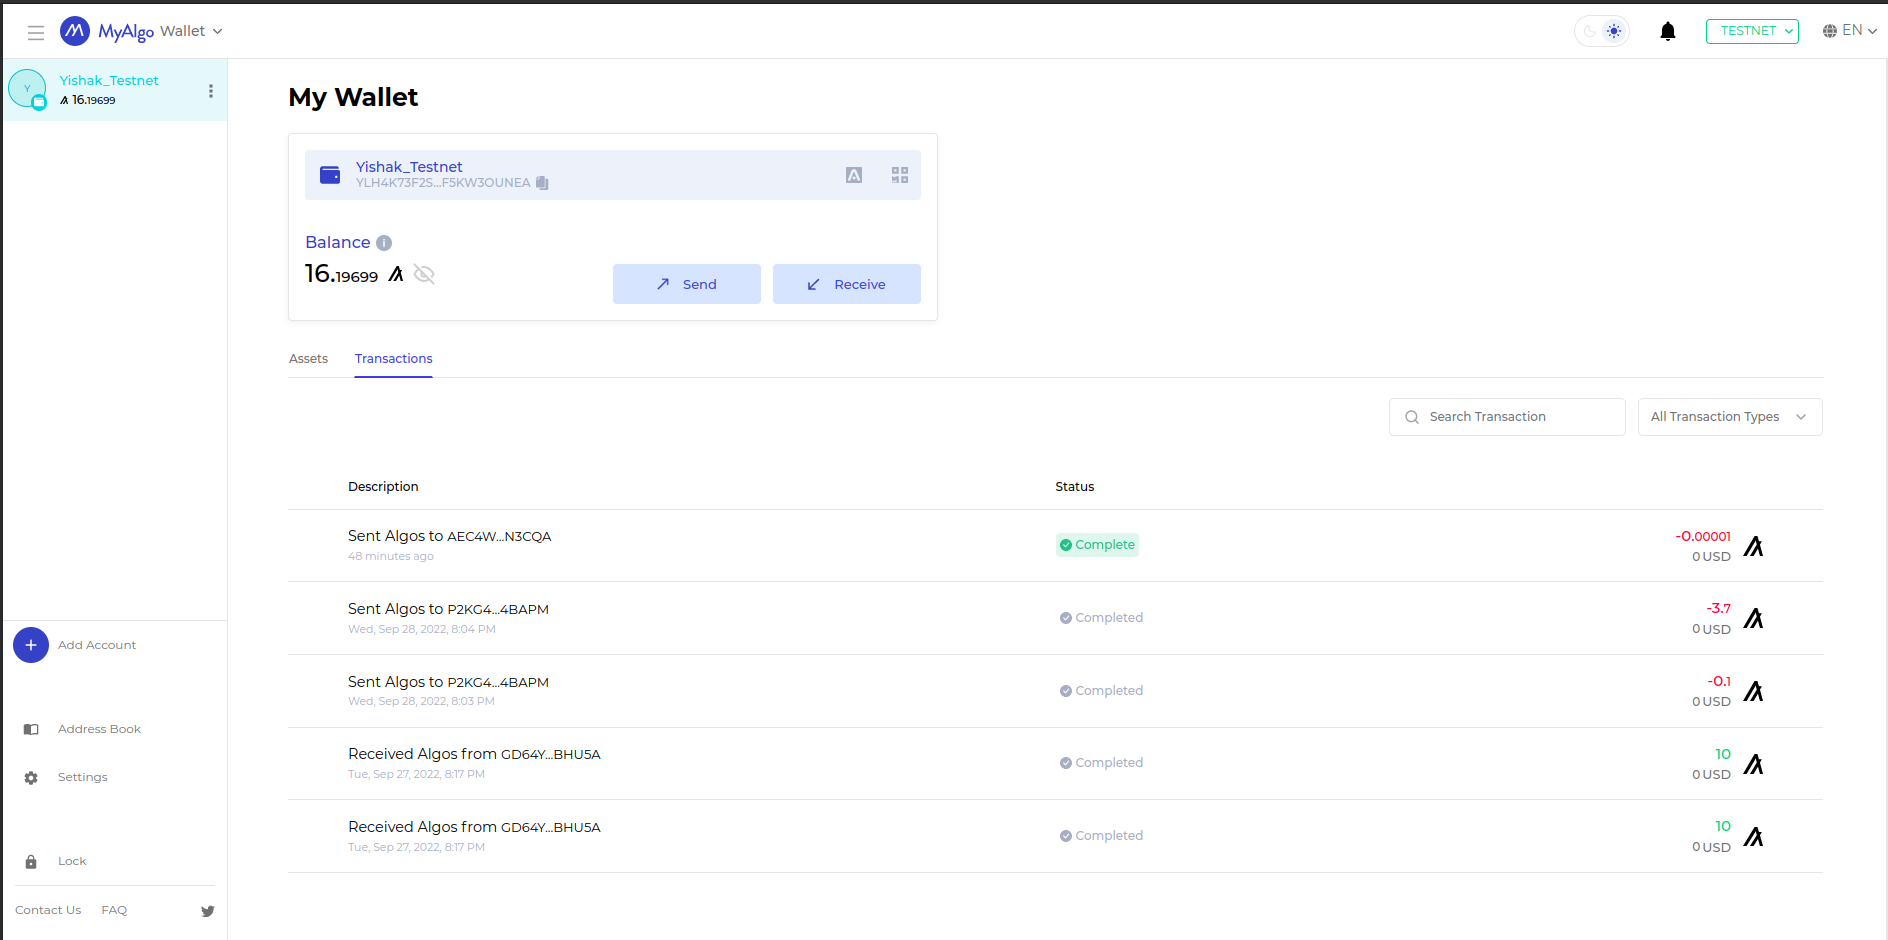 MyAlgo Wallet
TESTNET
EN
Y
Yishak_Testnet
16.19699
My Wallet
Yishak_Testnet
YLH4K73F2S...F5KW3OUNEA
Balance
16.19699
Send
Receive
Assets
Transactions
Search Transaction
All Transaction Types
Description
Status
Sent Algos to AEC4W...N3CQA
48 minutes ago
Complete
-0.00001
0 USD
Sent Algos to P2KG4...4BAPM
Wed, Sep 28, 2022, 8:04 PM
Completed
-3.7
0 USD
Sent Algos to P2KG4...4BAPM
Wed, Sep 28, 2022, 8:03 PM
Completed
-0.1
0 USD
Received Algos from GD64Y...BHU5A
Tue, Sep 27, 2022, 8:17 PM
Completed
10
0 USD
Received Algos from GD64Y...BHU5A
Tue, Sep 27, 2022, 8:17 PM
Completed
10
0 USD
Add Account
Address Book
Settings
Lock
Contact Us
FAQ